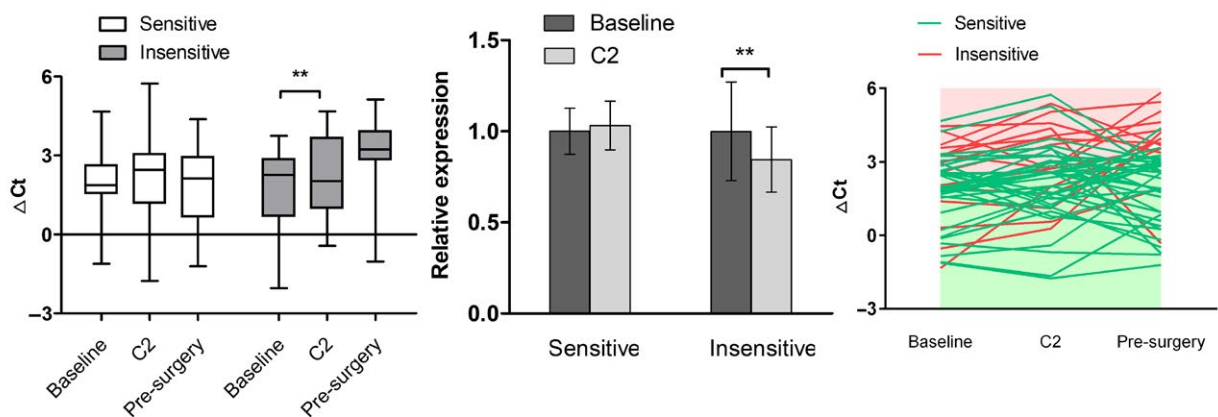 Sensitive
Insensitive
**
6
3
0
–3
△Ct
Baseline
C2
Pre-surgery
Baseline
C2
Pre-surgery
Baseline
C2
**
1.5
1.0
0.5
0.0
Relative expression
Sensitive
Insensitive
Sensitive
Insensitive
6
3
0
–3
△Ct
Baseline
C2
Pre-surgery